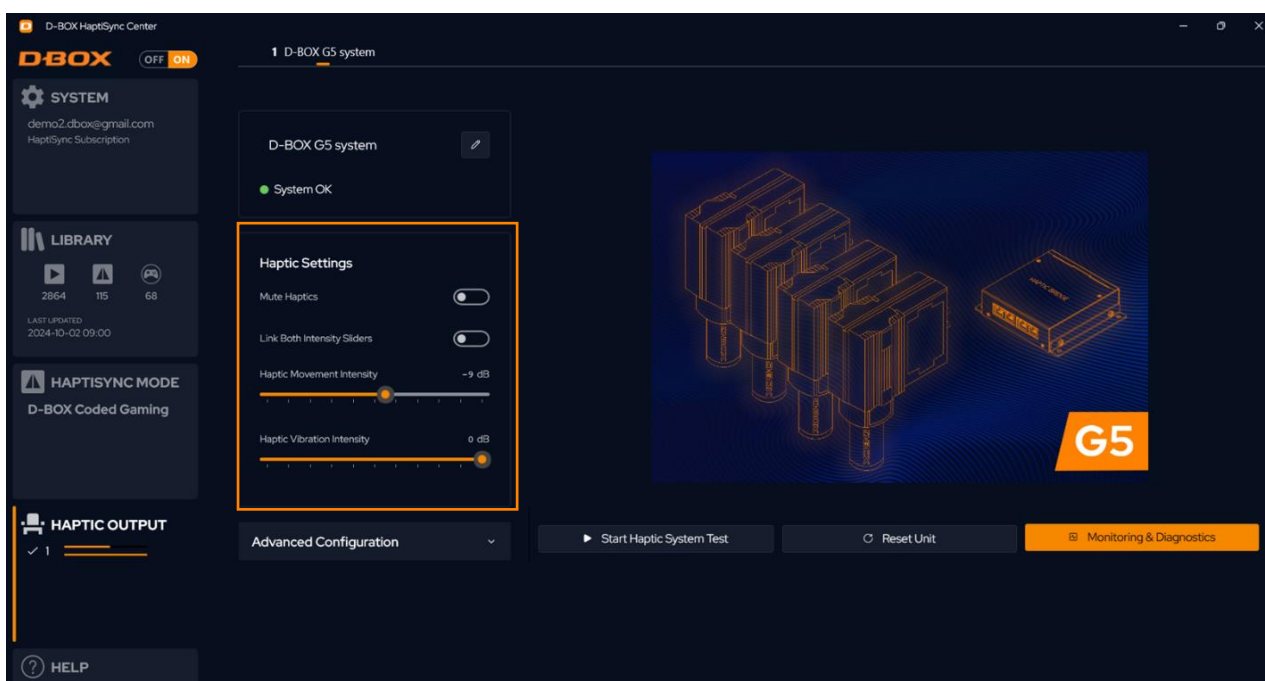 D-BOX HaptiSync Center
D-BOX
OFF ON
1 D-BOX G5 system
SYSTEM
demo2.dbox@gmail.com
HaptiSync Subscription
LIBRARY
2864 115 68
LAST UPDATED
2024-10-02 09:00
HAPTISYNC MODE
D-BOX Coded Gaming
HAPTIC OUTPUT
1
HELP
D-BOX G5 system
System OK
Haptic Settings
Mute Haptics
Link Both Intensity Sliders
Haptic Movement Intensity -9 dB
Haptic Vibration Intensity 0 dB
Advanced Configuration
HAPTIC BRIDGE
G5
Start Haptic System Test
Reset Unit
Monitoring & Diagnostics